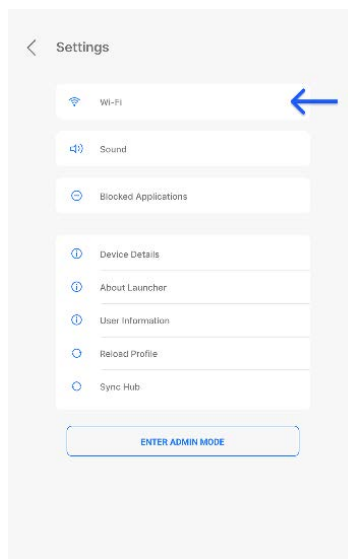 Settings
Wi-Fi
Sound
Blocked Applications
Device Details
About Launcher
User Information
Reload Profile
Sync Hub
ENTER ADMIN MODE